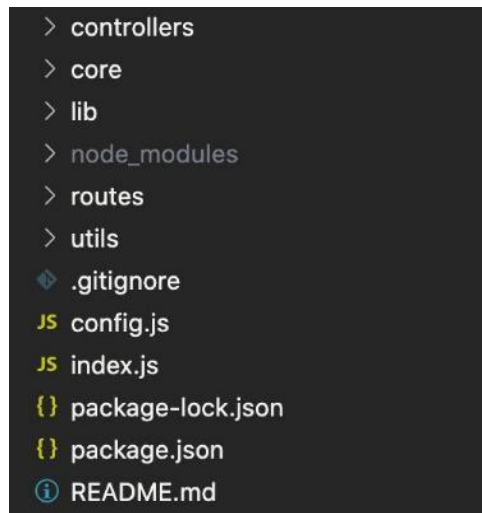 controllers
core
lib
node_modules
routes
utils
.gitignore
JS config.js
JS index.js
{} package-lock.json
{} package.json
README.md